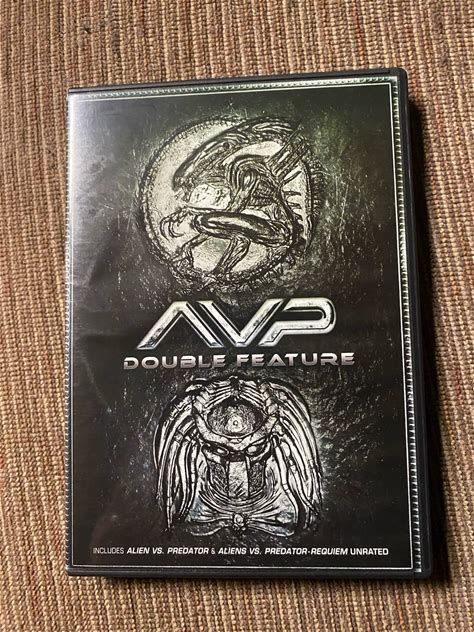 AVP
DOUBLE FEATURE
INCLUDES ALIEN VS. PREDATOR & ALIENS VS. PREDATOR-REQUIEM UNRATED